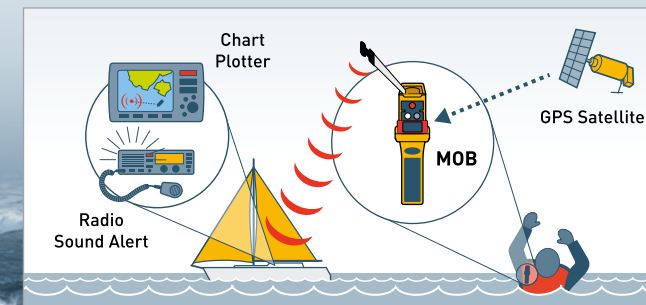 Chart
Plotter
GPS Satellite
MOB
Radio
Sound Alert